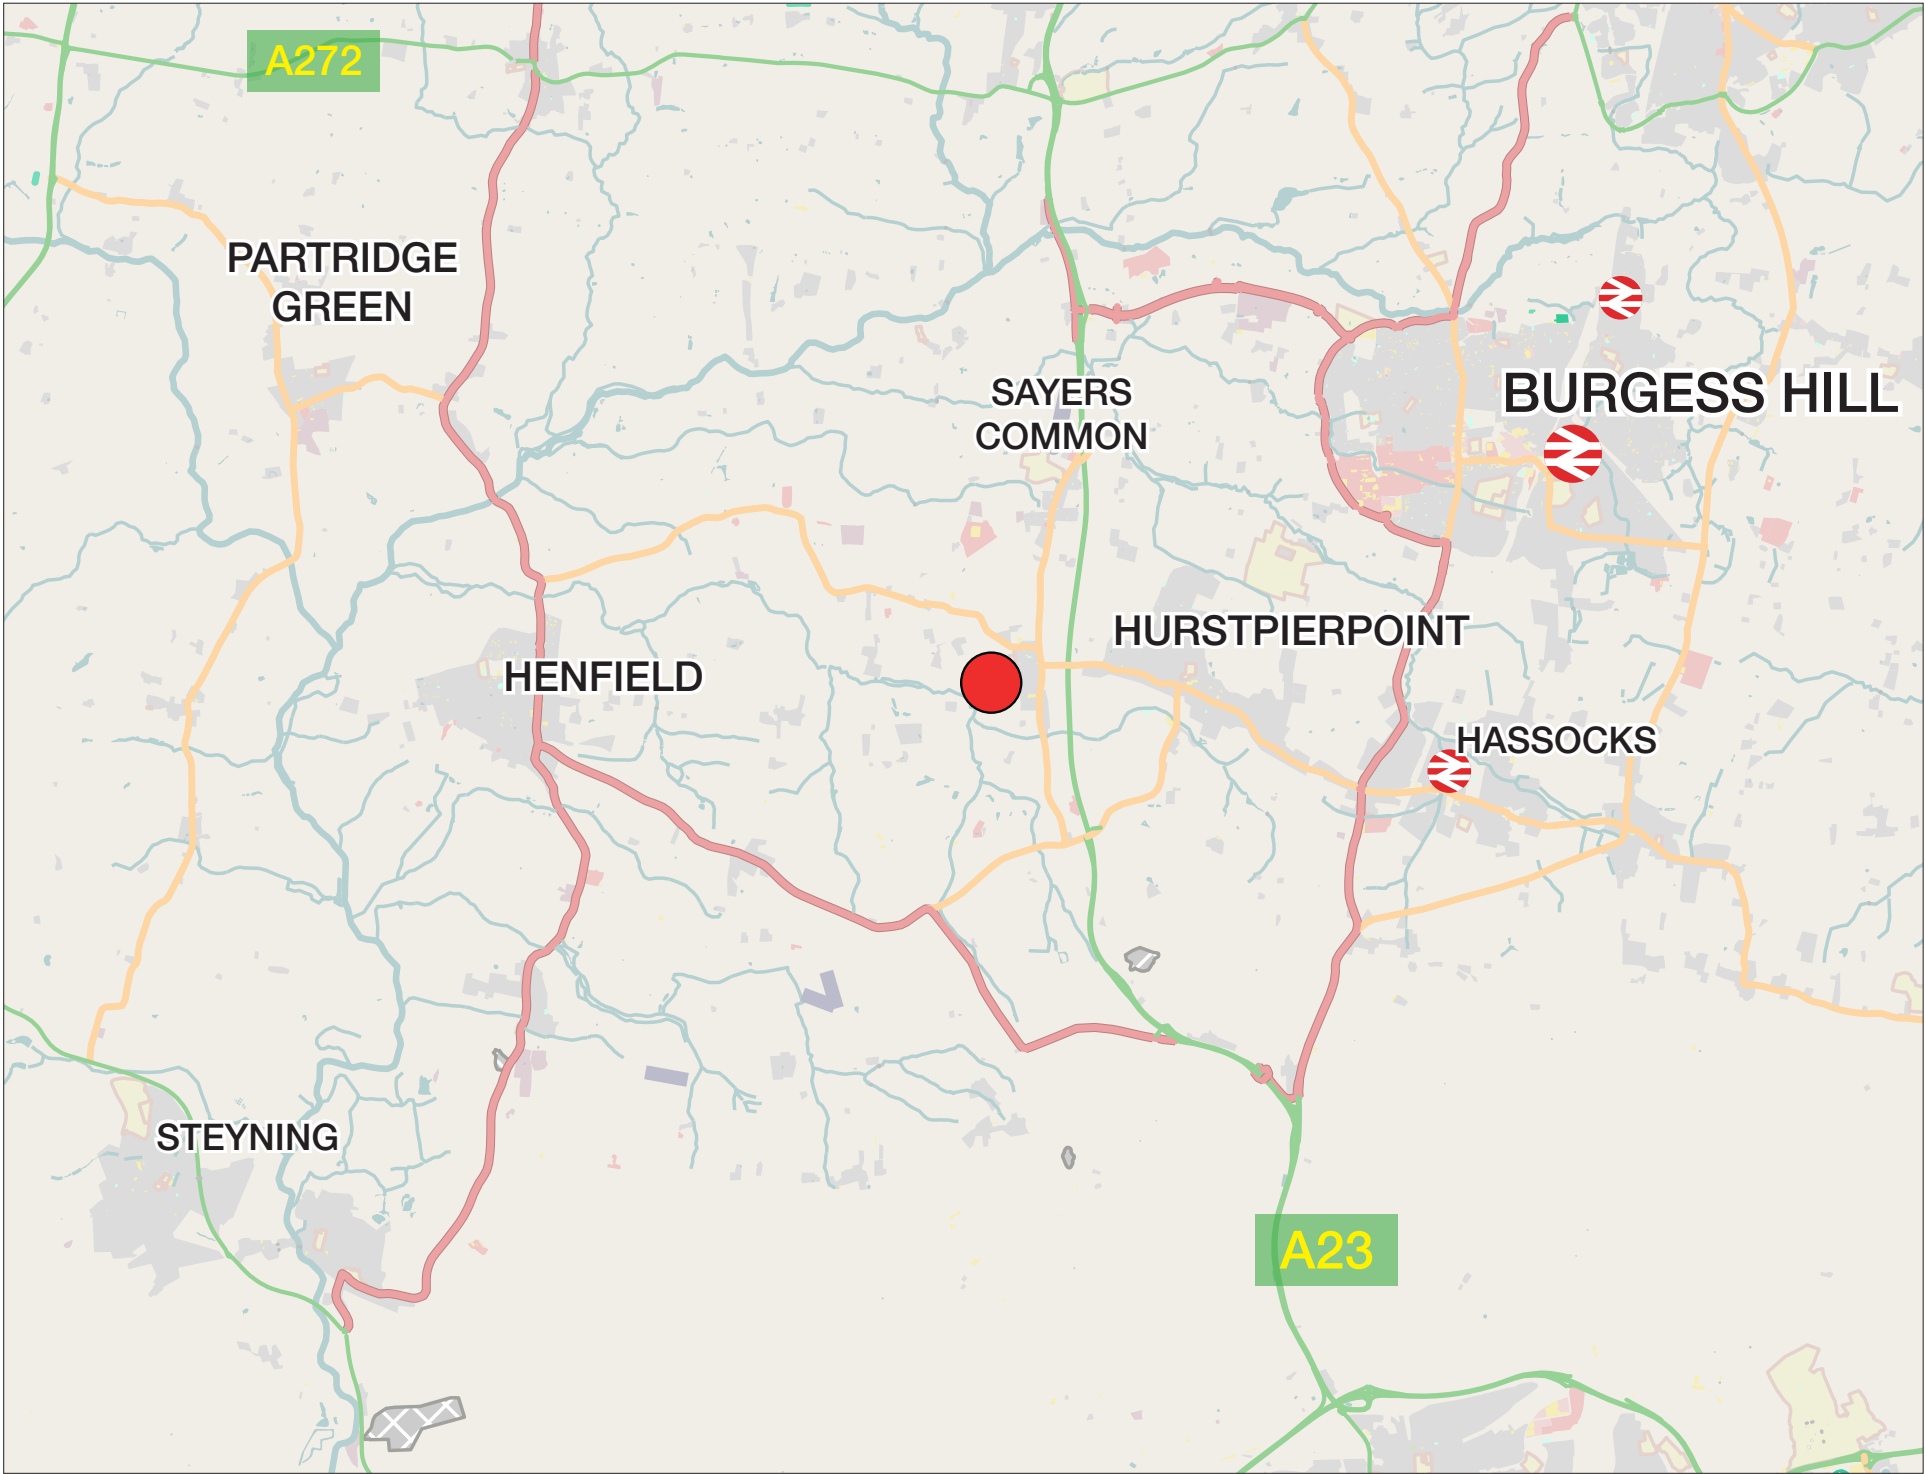 A272
PARTRIDGE
GREEN
SAYERS
COMMON
BURGESS HILL
HURSTPIERPOINT
HENFIELD
HASSOCKS
STEYNING
A23